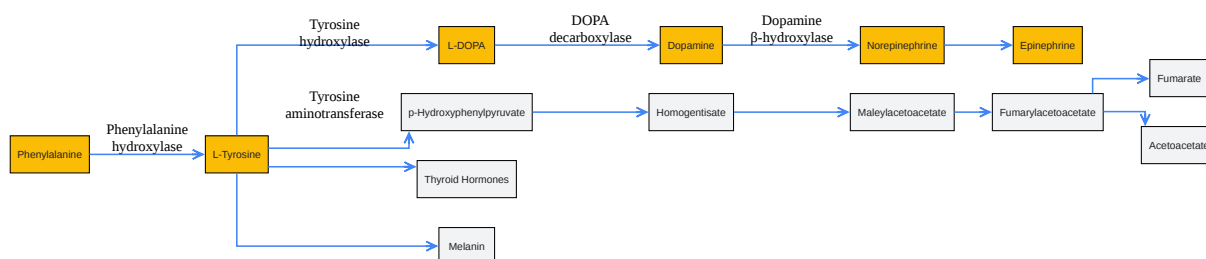 Tyrosine
hydroxylase
DOPA
decarboxylase
Dopamine
β-hydroxylase
L-DOPA
Dopamine
Norepinephrine
Epinephrine
Fumarate
Tyrosine
aminotransferase
p-Hydroxyphenylpyruvate
Homogentisate
Maleylacetoacetate
Fumarylacetoacetate
Acetoacetate
Phenylalanine
Phenylalanine
hydroxylase
L-Tyrosine
Thyroid Hormones
Melanin